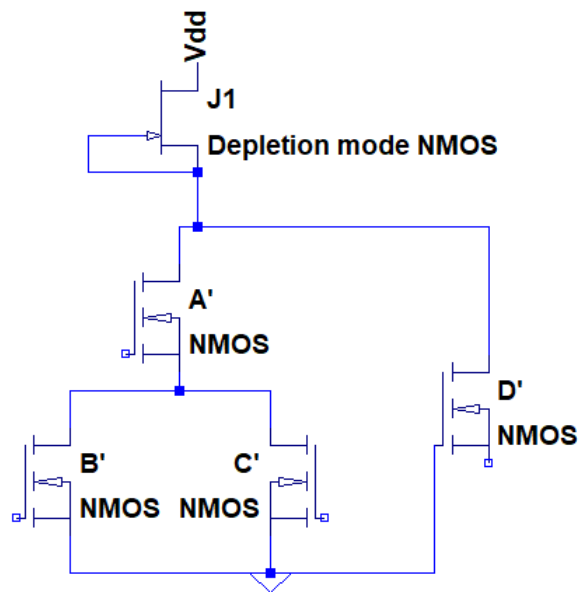 Vdd
J1
Depletion mode NMOS
A'
NMOS
D'
NMOS
B'
NMOS
C'
NMOS